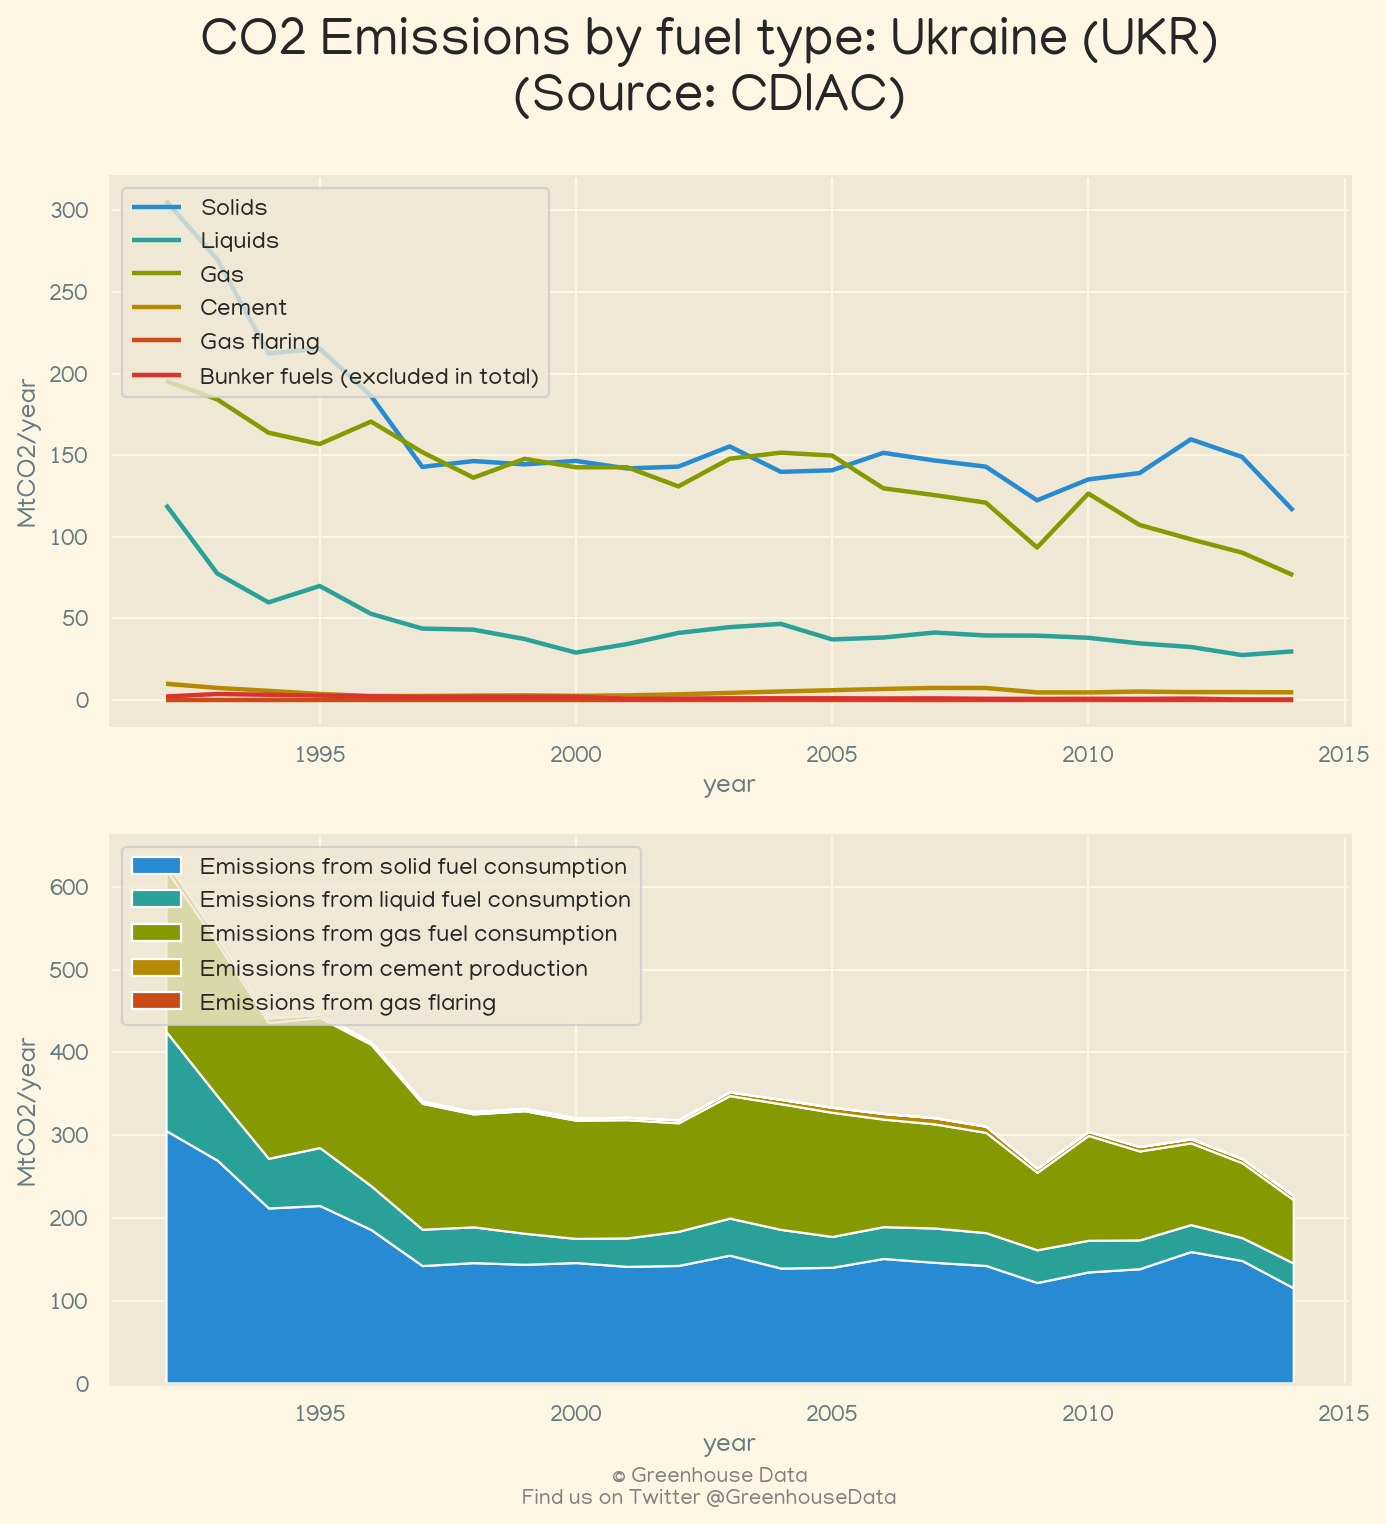 CO2 Emissions by fuel type: Ukraine (UKR)
(Source: CDIAC)
300
250
200
150
100
50
0
MtCO2/year
Solids
Liquids
Gas
Cement
Gas flaring
Bunker fuels (excluded in total)
1995 2000 2005 2010 2015
year
600
500
400
300
200
100
0
MtCO2/year
Emissions from solid fuel consumption
Emissions from liquid fuel consumption
Emissions from gas fuel consumption
Emissions from cement production
Emissions from gas flaring
1995 2000 2005 2010 2015
year
© Greenhouse Data
Find us on Twitter @GreenhouseData